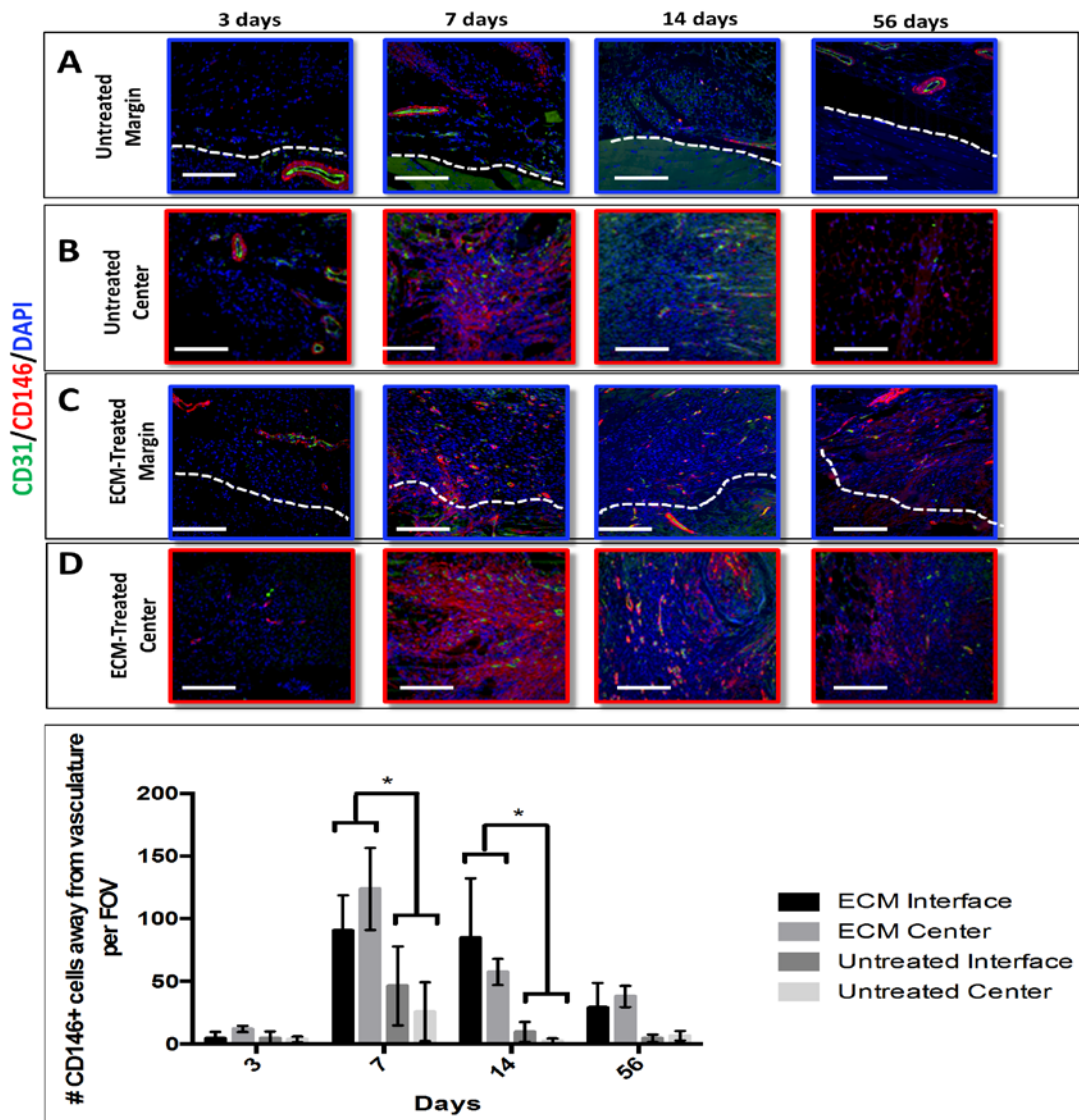 3 days 7 days 14 days 56 days
A
Untreated
Margin
B
Untreated
Center
CD31/CD146/DAPI
C
ECM-Treated
Margin
D
ECM-Treated
Center
# CD146+ cells away from vasculature
per FOV
200
150
100
50
0
*
*
3 7 14 56
Days
ECM Interface
ECM Center
Untreated Interface
Untreated Center